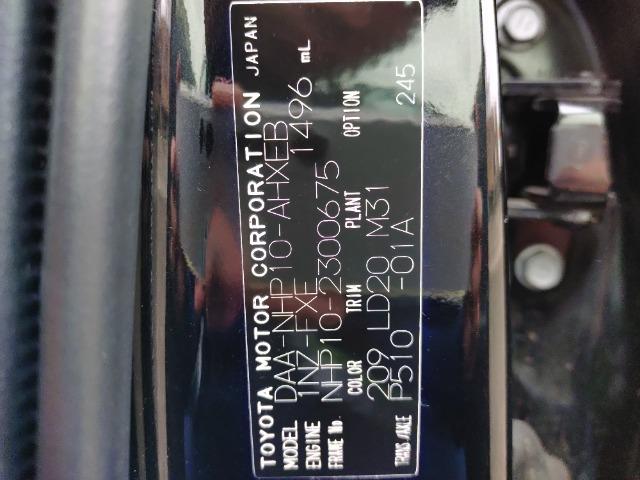 TOYOTA MOTOR CORPORATION JAPAN
MODEL DAA-NHP10-AHXEB
ENGINE 1NZ-FXE 1496 mL
FRAME No. NHP10-2300675
COLOR TRIM PLANT OPTION
209 LD20 M31 245
TRANS/AXLE P510 -01A